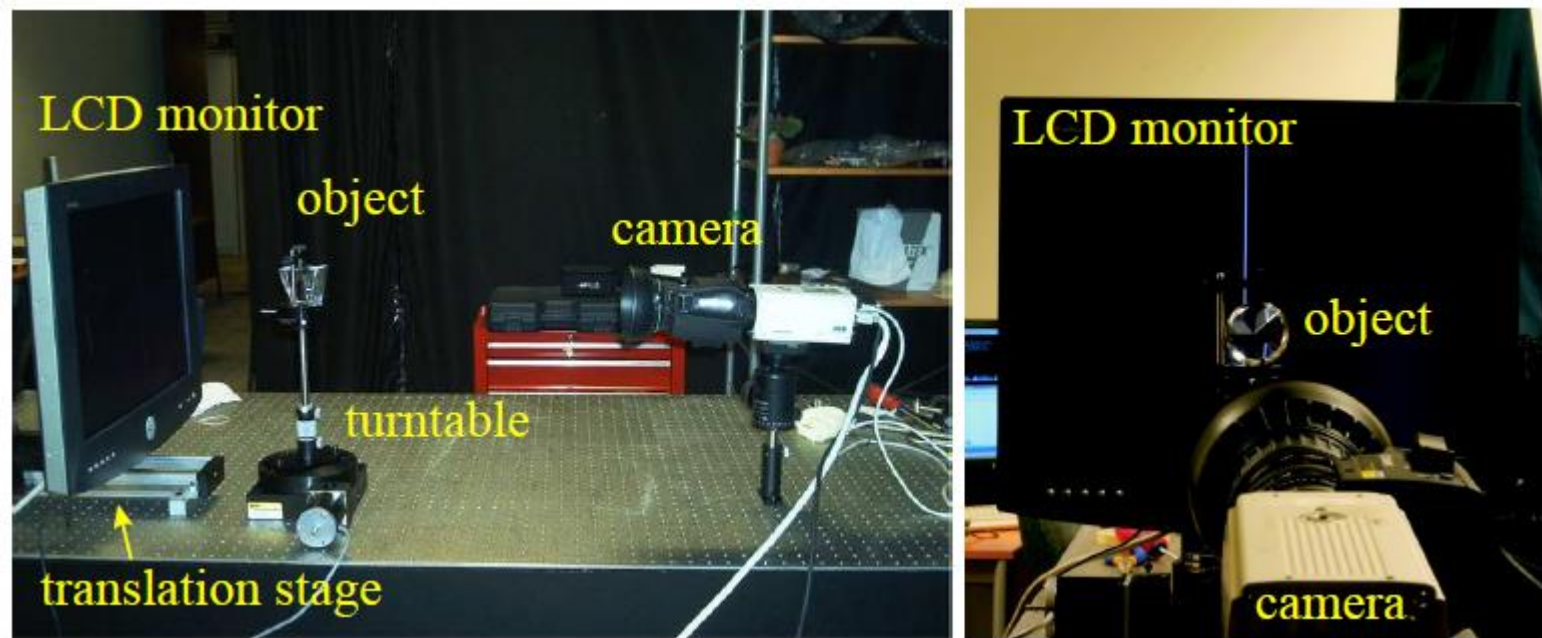 LCD monitor
object
camera
turntable
translation stage
LCD monitor
object
camera